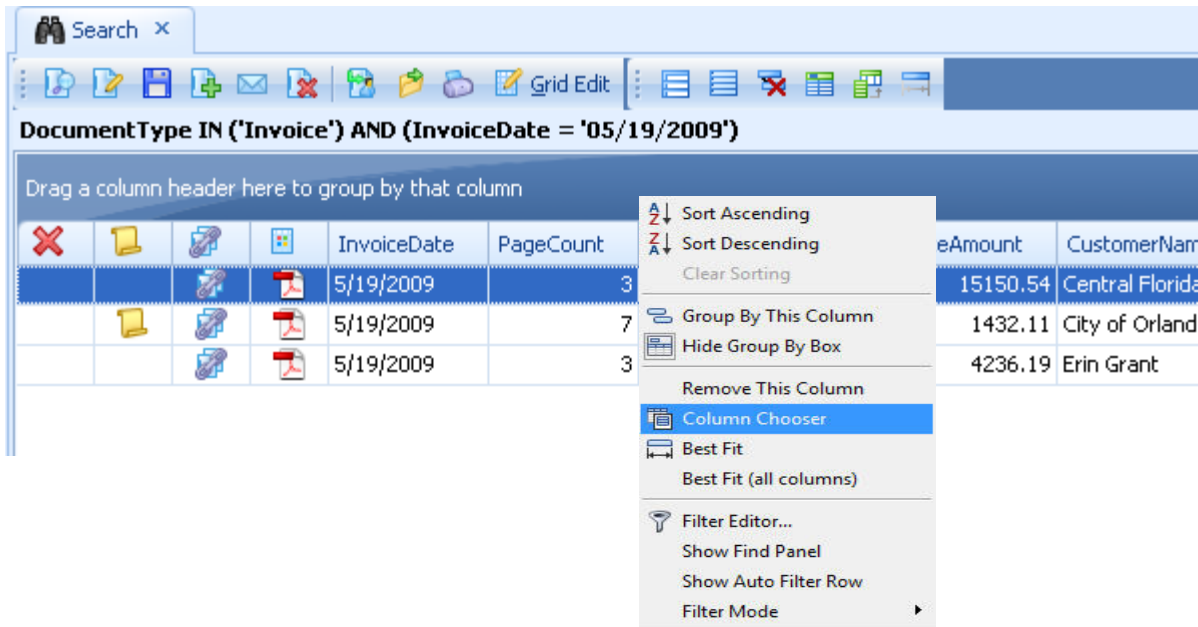 Search
Grid Edit
DocumentType IN ('Invoice') AND (InvoiceDate = '05/19/2009')
Drag a column header here to group by that column
InvoiceDate PageCount eAmount CustomerNam
5/19/2009 3 15150.54 Central Florida
5/19/2009 7 1432.11 City of Orland
5/19/2009 3 4236.19 Erin Grant
Sort Ascending
Sort Descending
Clear Sorting
Group By This Column
Hide Group By Box
Remove This Column
Column Chooser
Best Fit
Best Fit (all columns)
Filter Editor...
Show Find Panel
Show Auto Filter Row
Filter Mode